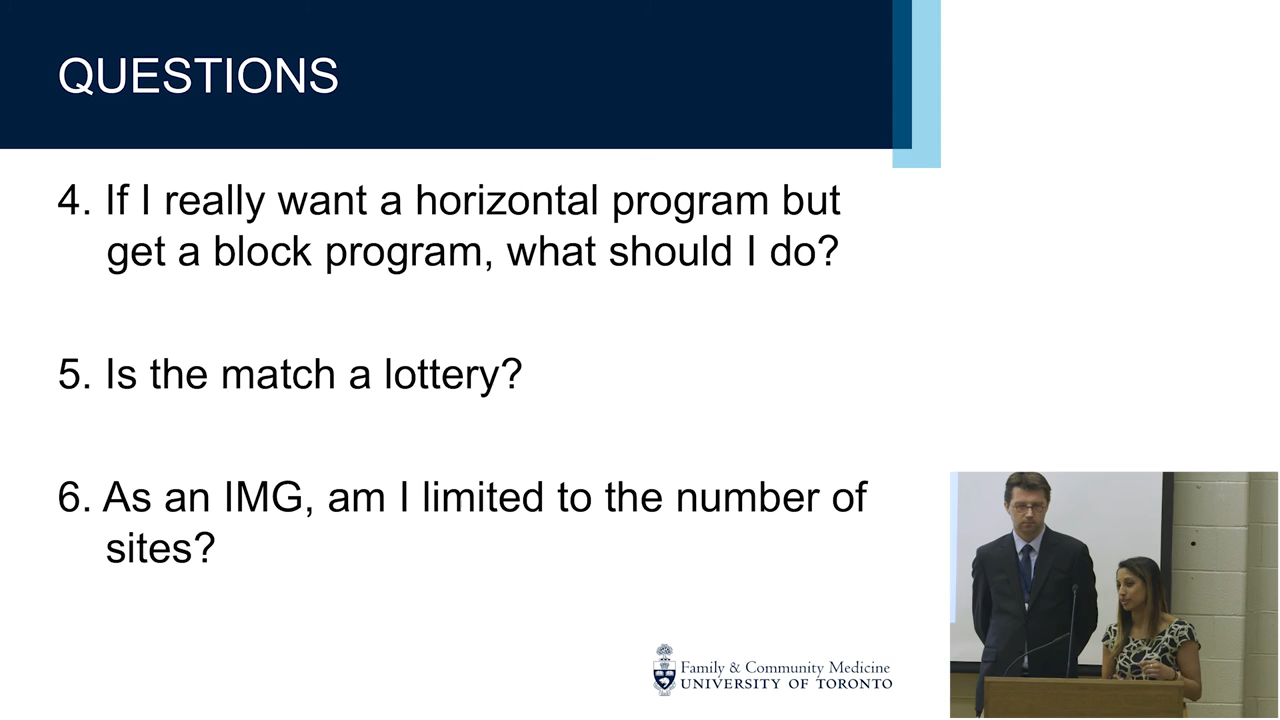 QUESTIONS
4. If I really want a horizontal program but
get a block program, what should I do?
5. Is the match a lottery?
6. As an IMG, am I limited to the number of
sites?
Family & Community Medicine
UNIVERSITY OF TORONTO